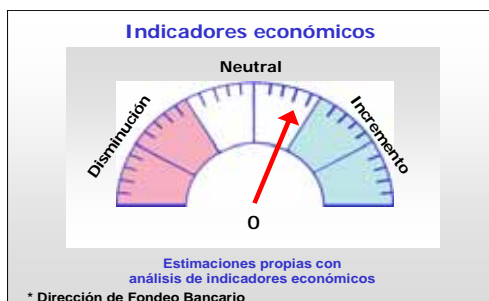 Indicadores económicos
Neutral
Disminución
Incremento
0
Estimaciones propias con
análisis de indicadores económicos
* Dirección de Fondeo Bancario